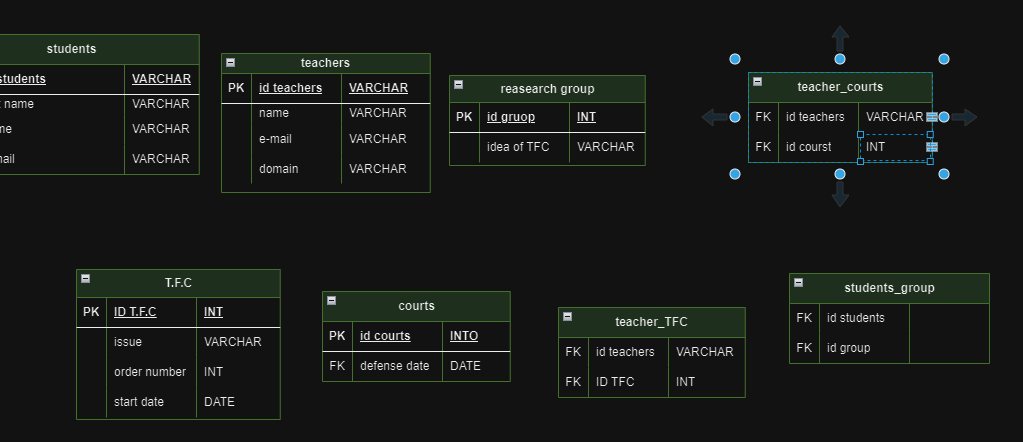 students
students VARCHAR
name VARCHAR
VARCHAR
VARCHAR
teachers
PK id teachers VARCHAR
name VARCHAR
e-mail VARCHAR
domain VARCHAR
reasearch group
PK id gruop INT
idea of TFC VARCHAR
teacher_courts
FK id teachers VARCHAR
FK id courst INT
T.F.C
PK ID T.F.C INT
issue VARCHAR
order number INT
start date DATE
courts
PK id courts INTO
FK defense date DATE
teacher_TFC
FK id teachers VARCHAR
FK ID TFC INT
students_group
FK id students
FK id group